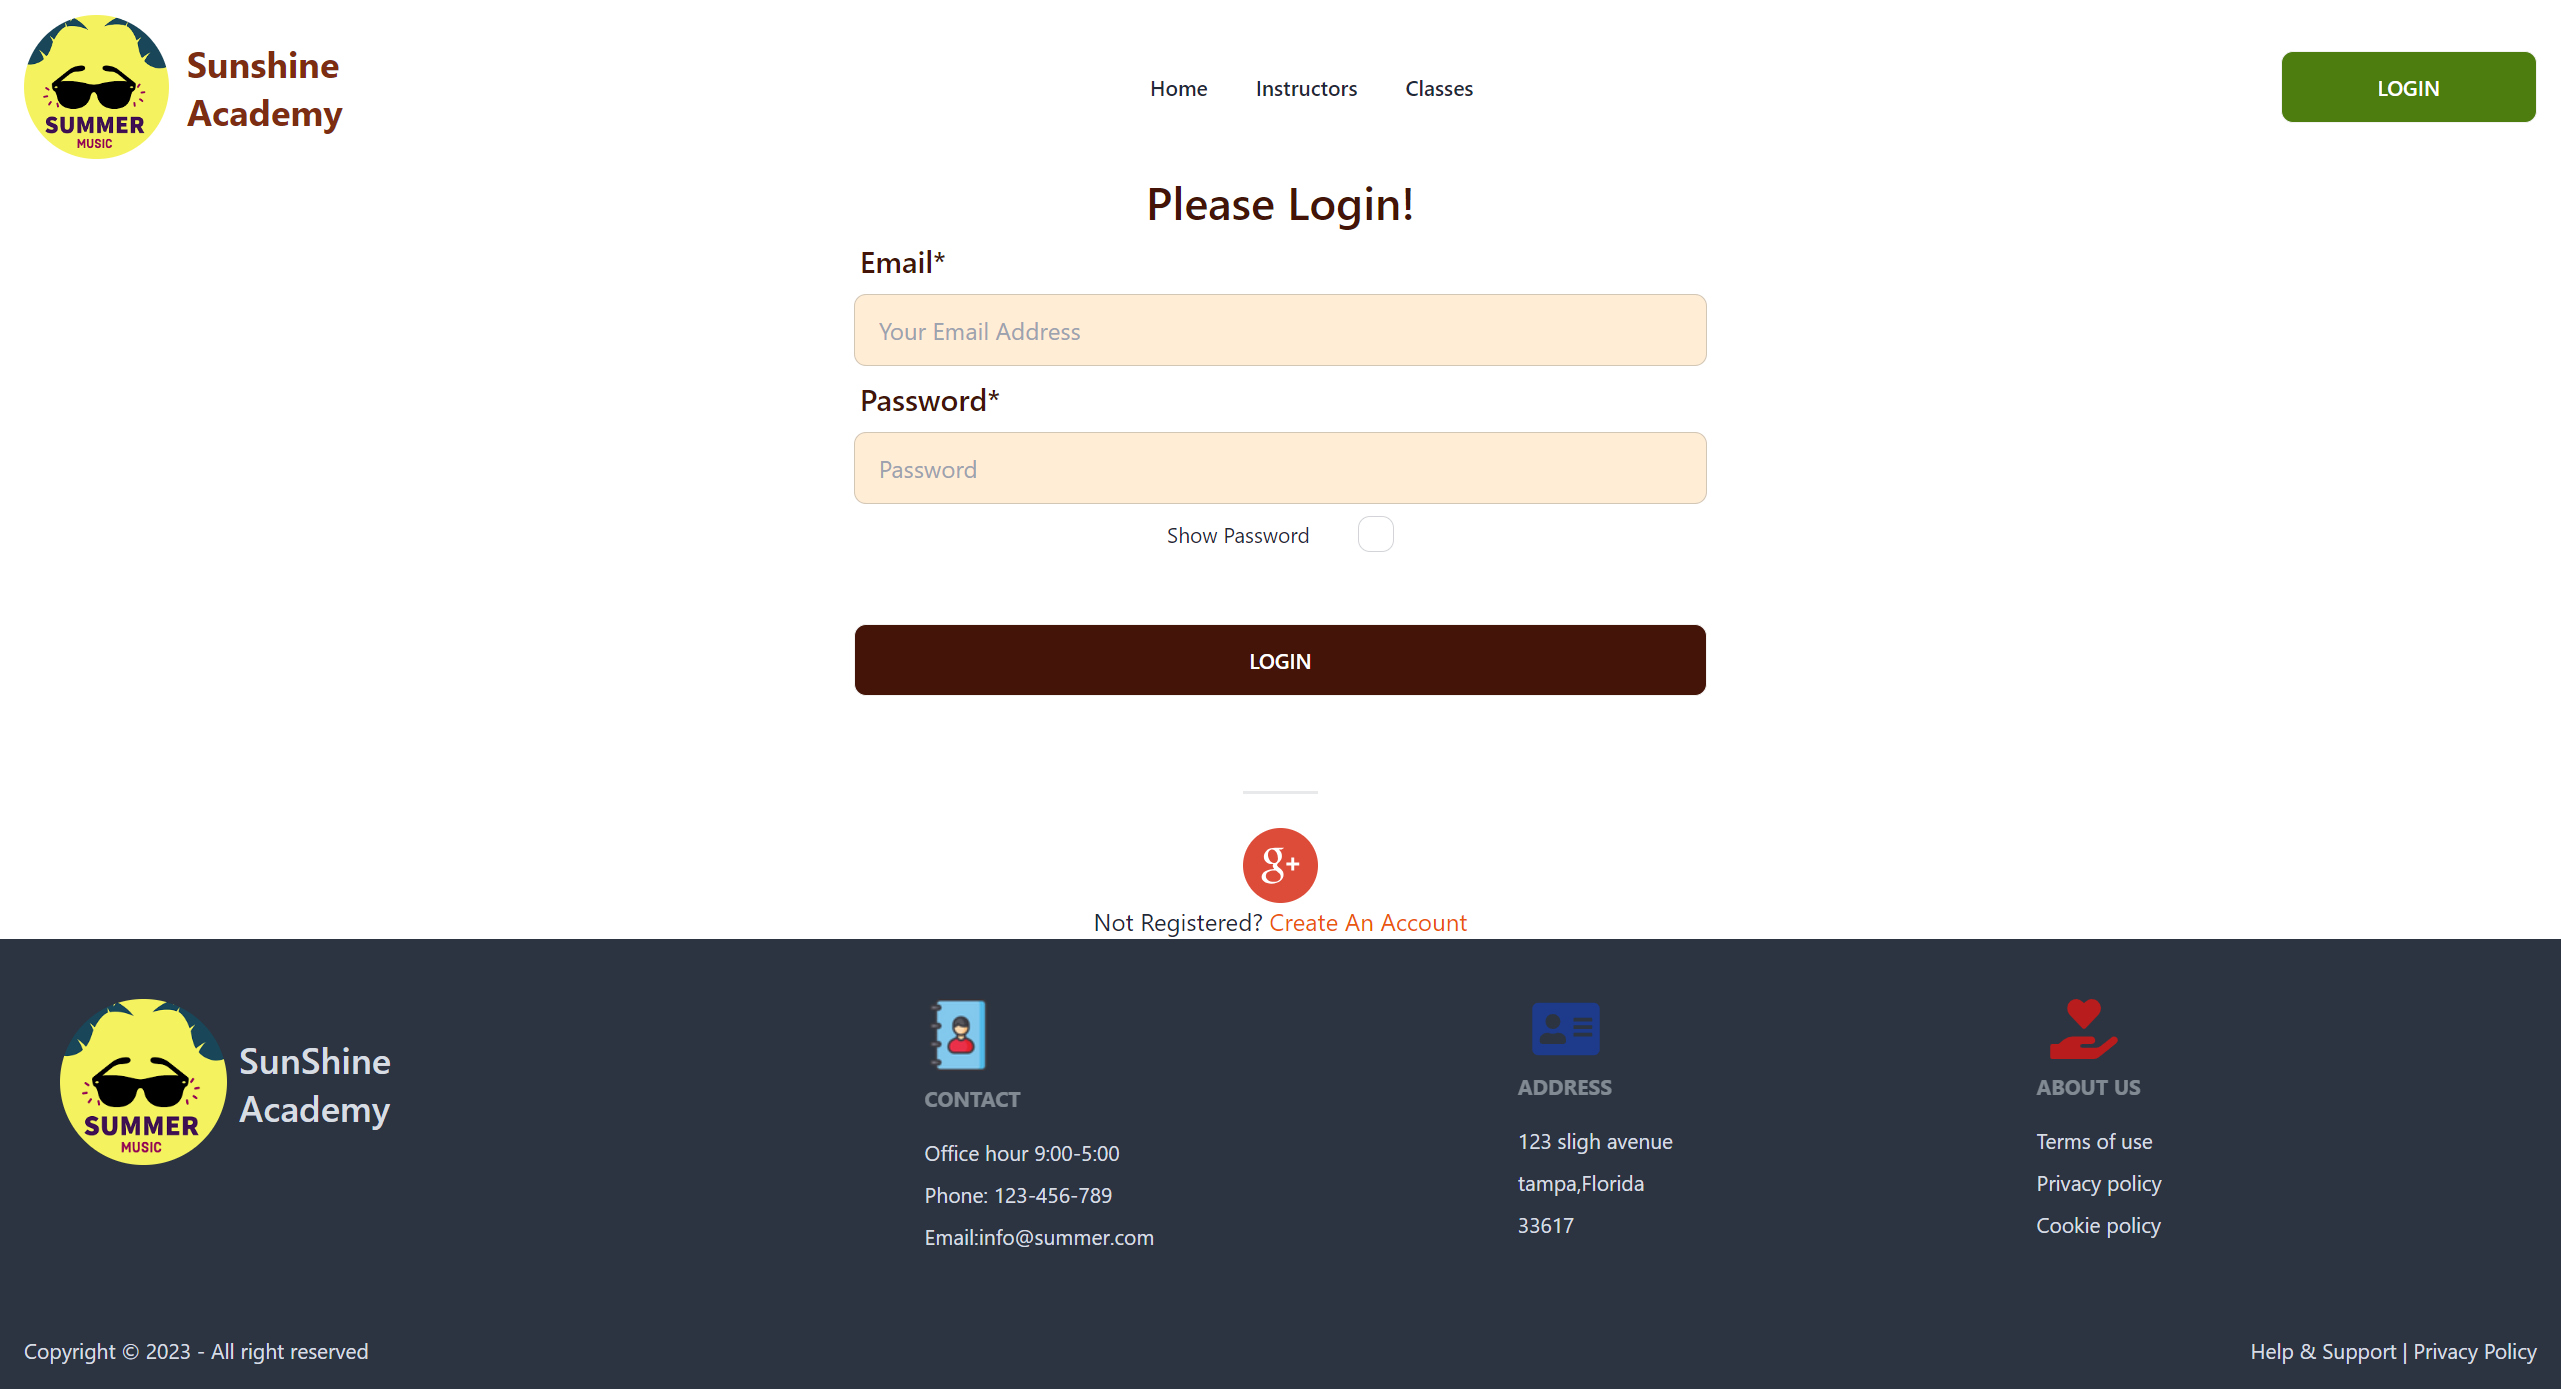 SUMMER
MUSIC
Sunshine
Academy
Home Instructors Classes
LOGIN
Please Login!
Email*
Your Email Address
Password*
Password
Show Password
LOGIN
g+
Not Registered? Create An Account
SUMMER
MUSIC
SunShine
Academy
CONTACT
Office hour 9:00-5:00
Phone: 123-456-789
Email:info@summer.com
ADDRESS
123 sligh avenue
tampa,Florida
33617
ABOUT US
Terms of use
Privacy policy
Cookie policy
Copyright © 2023 - All right reserved
Help & Support | Privacy Policy